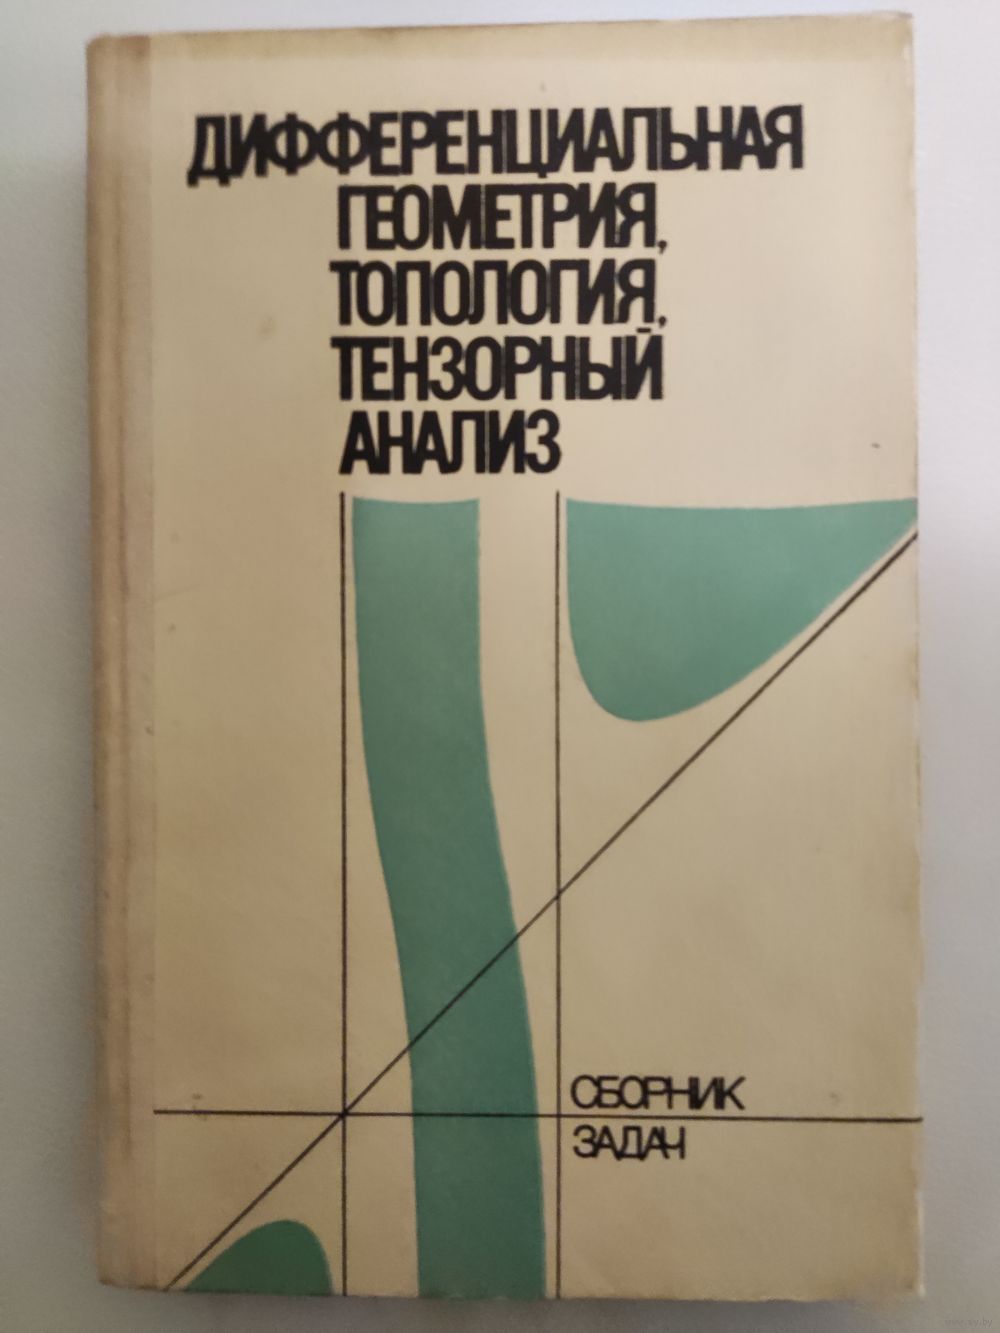 ДИФФЕРЕНЦИАЛЬНАЯ
ГЕОМЕТРИЯ,
ТОПОЛОГИЯ,
ТЕНЗОРНЫЙ
АНАЛИЗ
СБОРНИК
ЗАДАЧ